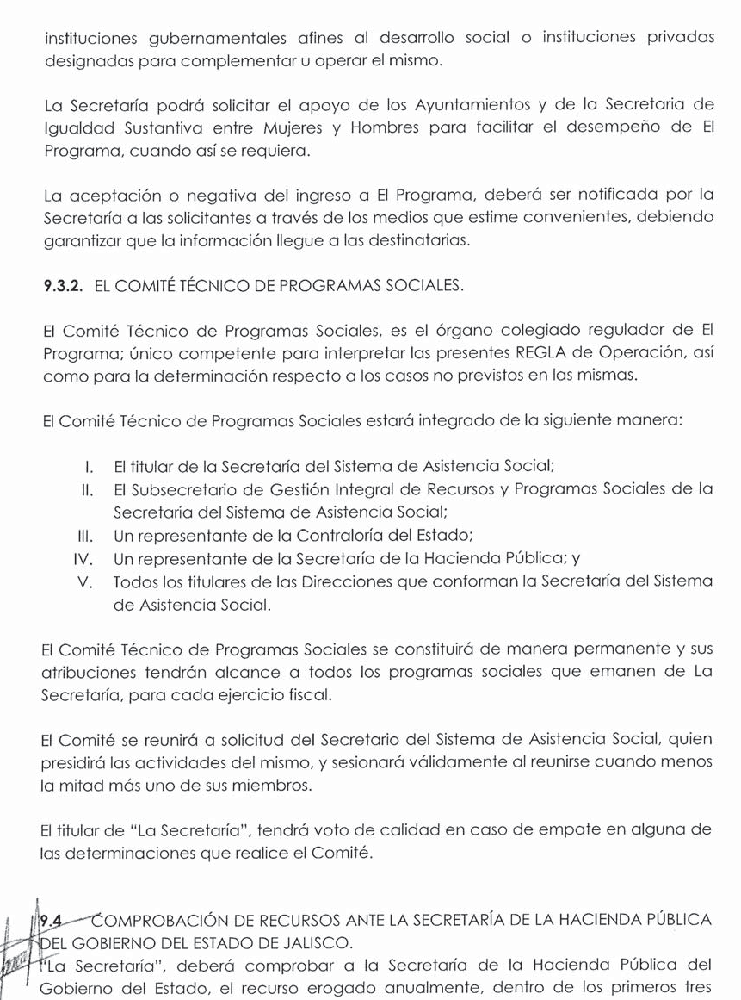 instituciones gubernamentales afines al desarrollo social o instituciones privadas
designadas para complementar u operar el mismo.
La Secretaría podrá solicitar el apoyo de los Ayuntamientos y de la Secretaria de
Igualdad Sustantiva entre Mujeres y Hombres para facilitar el desempeño de El
Programa, cuando así se requiera.
La aceptación o negativa del ingreso a El Programa, deberá ser notificada por la
Secretaría a las solicitantes a través de los medios que estime convenientes, debiendo
garantizar que la información llegue a las destinatarias.
9.3.2. EL COMITÉ TÉCNICO DE PROGRAMAS SOCIALES.
El Comité Técnico de Programas Sociales, es el órgano colegiado regulador de El
Programa; único competente para interpretar las presentes REGLA de Operación, así
como para la determinación respecto a los casos no previstos en las mismas.
El Comité Técnico de Programas Sociales estará integrado de la siguiente manera:
I. El titular de la Secretaría del Sistema de Asistencia Social;
II. El Subsecretario de Gestión Integral de Recursos y Programas Sociales de la
Secretaría del Sistema de Asistencia Social;
III. Un representante de la Contraloría del Estado;
IV. Un representante de la Secretaría de la Hacienda Pública; y
V. Todos los titulares de las Direcciones que conforman la Secretaría del Sistema
de Asistencia Social.
El Comité Técnico de Programas Sociales se constituirá de manera permanente y sus
atribuciones tendrán alcance a todos los programas sociales que emanen de La
Secretaría, para cada ejercicio fiscal.
El Comité se reunirá a solicitud del Secretario del Sistema de Asistencia Social, quien
presidirá las actividades del mismo, y sesionará válidamente al reunirse cuando menos
la mitad más uno de sus miembros.
El titular de "La Secretaría", tendrá voto de calidad en caso de empate en alguna de
las determinaciones que realice el Comité.
9.4 COMPROBACIÓN DE RECURSOS ANTE LA SECRETARÍA DE LA HACIENDA PÚBLICA
DEL GOBIERNO DEL ESTADO DE JALISCO.
"La Secretaría", deberá comprobar a la Secretaría de la Hacienda Pública del
Gobierno del Estado, el recurso erogado anualmente, dentro de los primeros tres